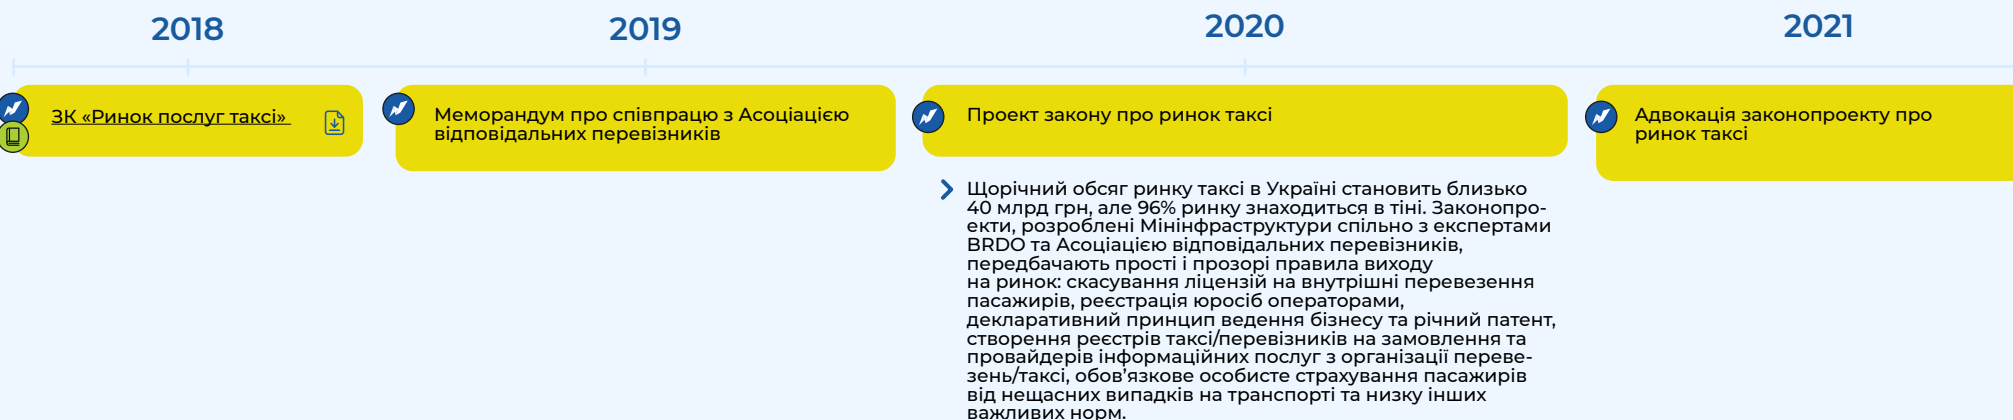 2018
2019
2020
2021
ЗК «Ринок послуг таксі»
Меморандум про співпрацю з Асоціацією
відповідальних перевізників
Проект закону про ринок таксі
Адвокація законопроекту про
ринок таксі
Щорічний обсяг ринку таксі в Україні становить близько
40 млрд грн, але 96% ринку знаходиться в тіні. Законопро-
екти, розроблені Мінінфраструктури спільно з експертами
BRDO та Асоціацією відповідальних перевізників,
передбачають прості і прозорі правила виходу
на ринок: скасування ліцензій на внутрішні перевезення
пасажирів, реєстрація юросіб операторами,
декларативний принцип ведення бізнесу та річний патент,
створення реєстрів таксі/перевізників на замовлення та
провайдерів інформаційних послуг з організації переве-
зень/таксі, обов’язкове особисте страхування пасажирів
від нещасних випадків на транспорті та низку інших
важливих норм.